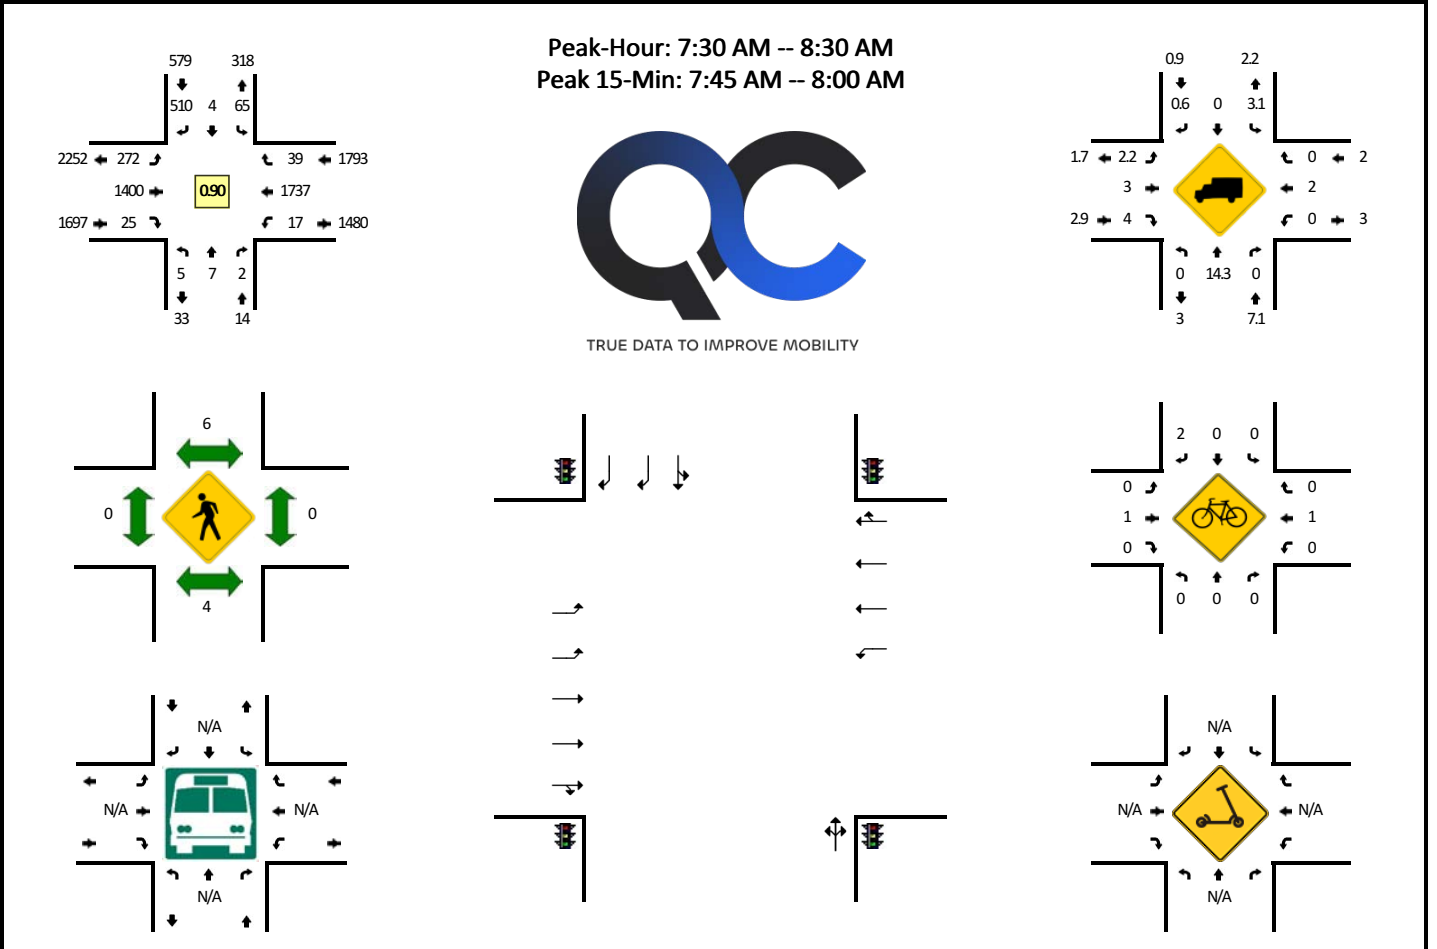 Peak-Hour: 7:30 AM -- 8:30 AM
Peak 15-Min: 7:45 AM -- 8:00 AM
579 318
510 4 65
2252 272 39 1793
1400 0.90 1737
1697 25 17 1480
5 7 2
33 14
QC
TRUE DATA TO IMPROVE MOBILITY
0.9 2.2
0.6 0 3.1
1.7 2.2 0 2
3 2
2.9 4 0 3
0 14.3 0
3 7.1
6
0 0
4
2 0 0
0 0
1 1
0 0
0 0 0
N/A
N/A N/A
N/A
N/A
N/A N/A
N/A